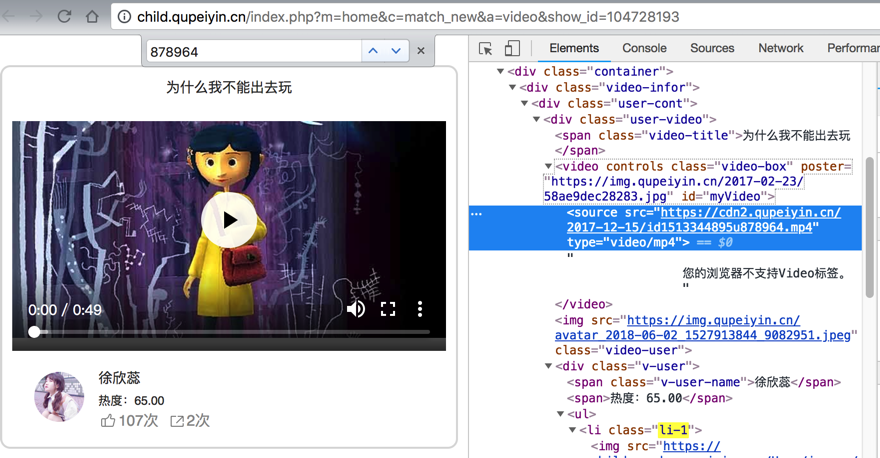 child.qupeiyin.cn/index.php?m=home&c=match_new&a=video&show_id=104728193
878964
为什么我不能出去玩
0:00 / 0:49
徐欣蕊
热度：65.00
107次 2次
Elements Console Sources Network Performan
▼<div class="container">
▼<div class="video-infor">
▼<div class="user-cont">
▼<div class="user-video">
<span class="video-title">为什么我不能出去玩
</span>
▼<video controls class="video-box" poster=
"https://img.qupeiyin.cn/2017-02-23/
58ae9dec28283.jpg" id="myVideo">
… <source src="https://cdn2.qupeiyin.cn/
2017-12-15/id1513344895u878964.mp4"
type="video/mp4"> == $0
"
您的浏览器不支持Video标签。
"
</video>
<img src="https://img.qupeiyin.cn/
avatar_2018-06-02_1527913844_9082951.jpeg"
class="video-user">
▼<div class="v-user">
<span class="v-user-name">徐欣蕊</span>
<span>热度：65.00</span>
▼<ul>
▼<li class="li-1">
<img src="https://